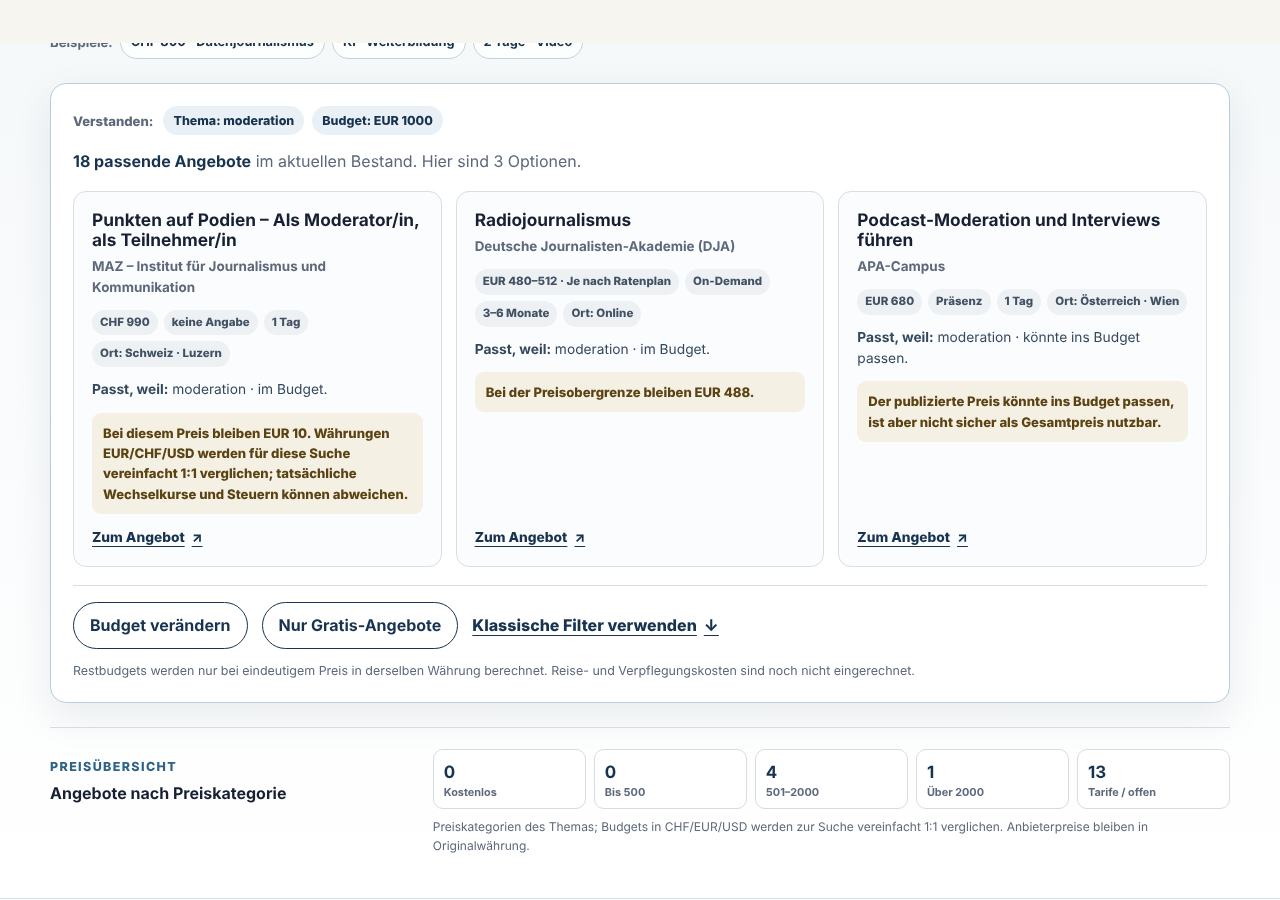 Beispiele: CHF 500 · Datenjournalismus KI · Weiterbildung 2 Tage · Video
Verstanden: Thema: moderation Budget: EUR 1000
18 passende Angebote im aktuellen Bestand. Hier sind 3 Optionen.
Punkten auf Podien – Als Moderator/in,
als Teilnehmer/in
MAZ – Institut für Journalismus und
Kommunikation
CHF 990 keine Angabe 1 Tag
Ort: Schweiz · Luzern
Passt, weil: moderation · im Budget.
Bei diesem Preis bleiben EUR 10. Währungen
EUR/CHF/USD werden für diese Suche
vereinfacht 1:1 verglichen; tatsächliche
Wechselkurse und Steuern können abweichen.
Zum Angebot ↗
Radiojournalismus
Deutsche Journalisten-Akademie (DJA)
EUR 480–512 · Je nach Ratenplan On-Demand
3–6 Monate Ort: Online
Passt, weil: moderation · im Budget.
Bei der Preisobergrenze bleiben EUR 488.
Zum Angebot ↗
Podcast-Moderation und Interviews
führen
APA-Campus
EUR 680 Präsenz 1 Tag Ort: Österreich · Wien
Passt, weil: moderation · könnte ins Budget
passen.
Der publizierte Preis könnte ins Budget passen,
ist aber nicht sicher als Gesamtpreis nutzbar.
Zum Angebot ↗
Budget verändern Nur Gratis-Angebote Klassische Filter verwenden ↓
Restbudgets werden nur bei eindeutigem Preis in derselben Währung berechnet. Reise- und Verpflegungskosten sind noch nicht eingerechnet.
PREISÜBERSICHT
Angebote nach Preiskategorie
0
Kostenlos
0
Bis 500
4
501–2000
1
Über 2000
13
Tarife / offen
Preiskategorien des Themas; Budgets in CHF/EUR/USD werden zur Suche vereinfacht 1:1 verglichen. Anbieterpreise bleiben in
Originalwährung.